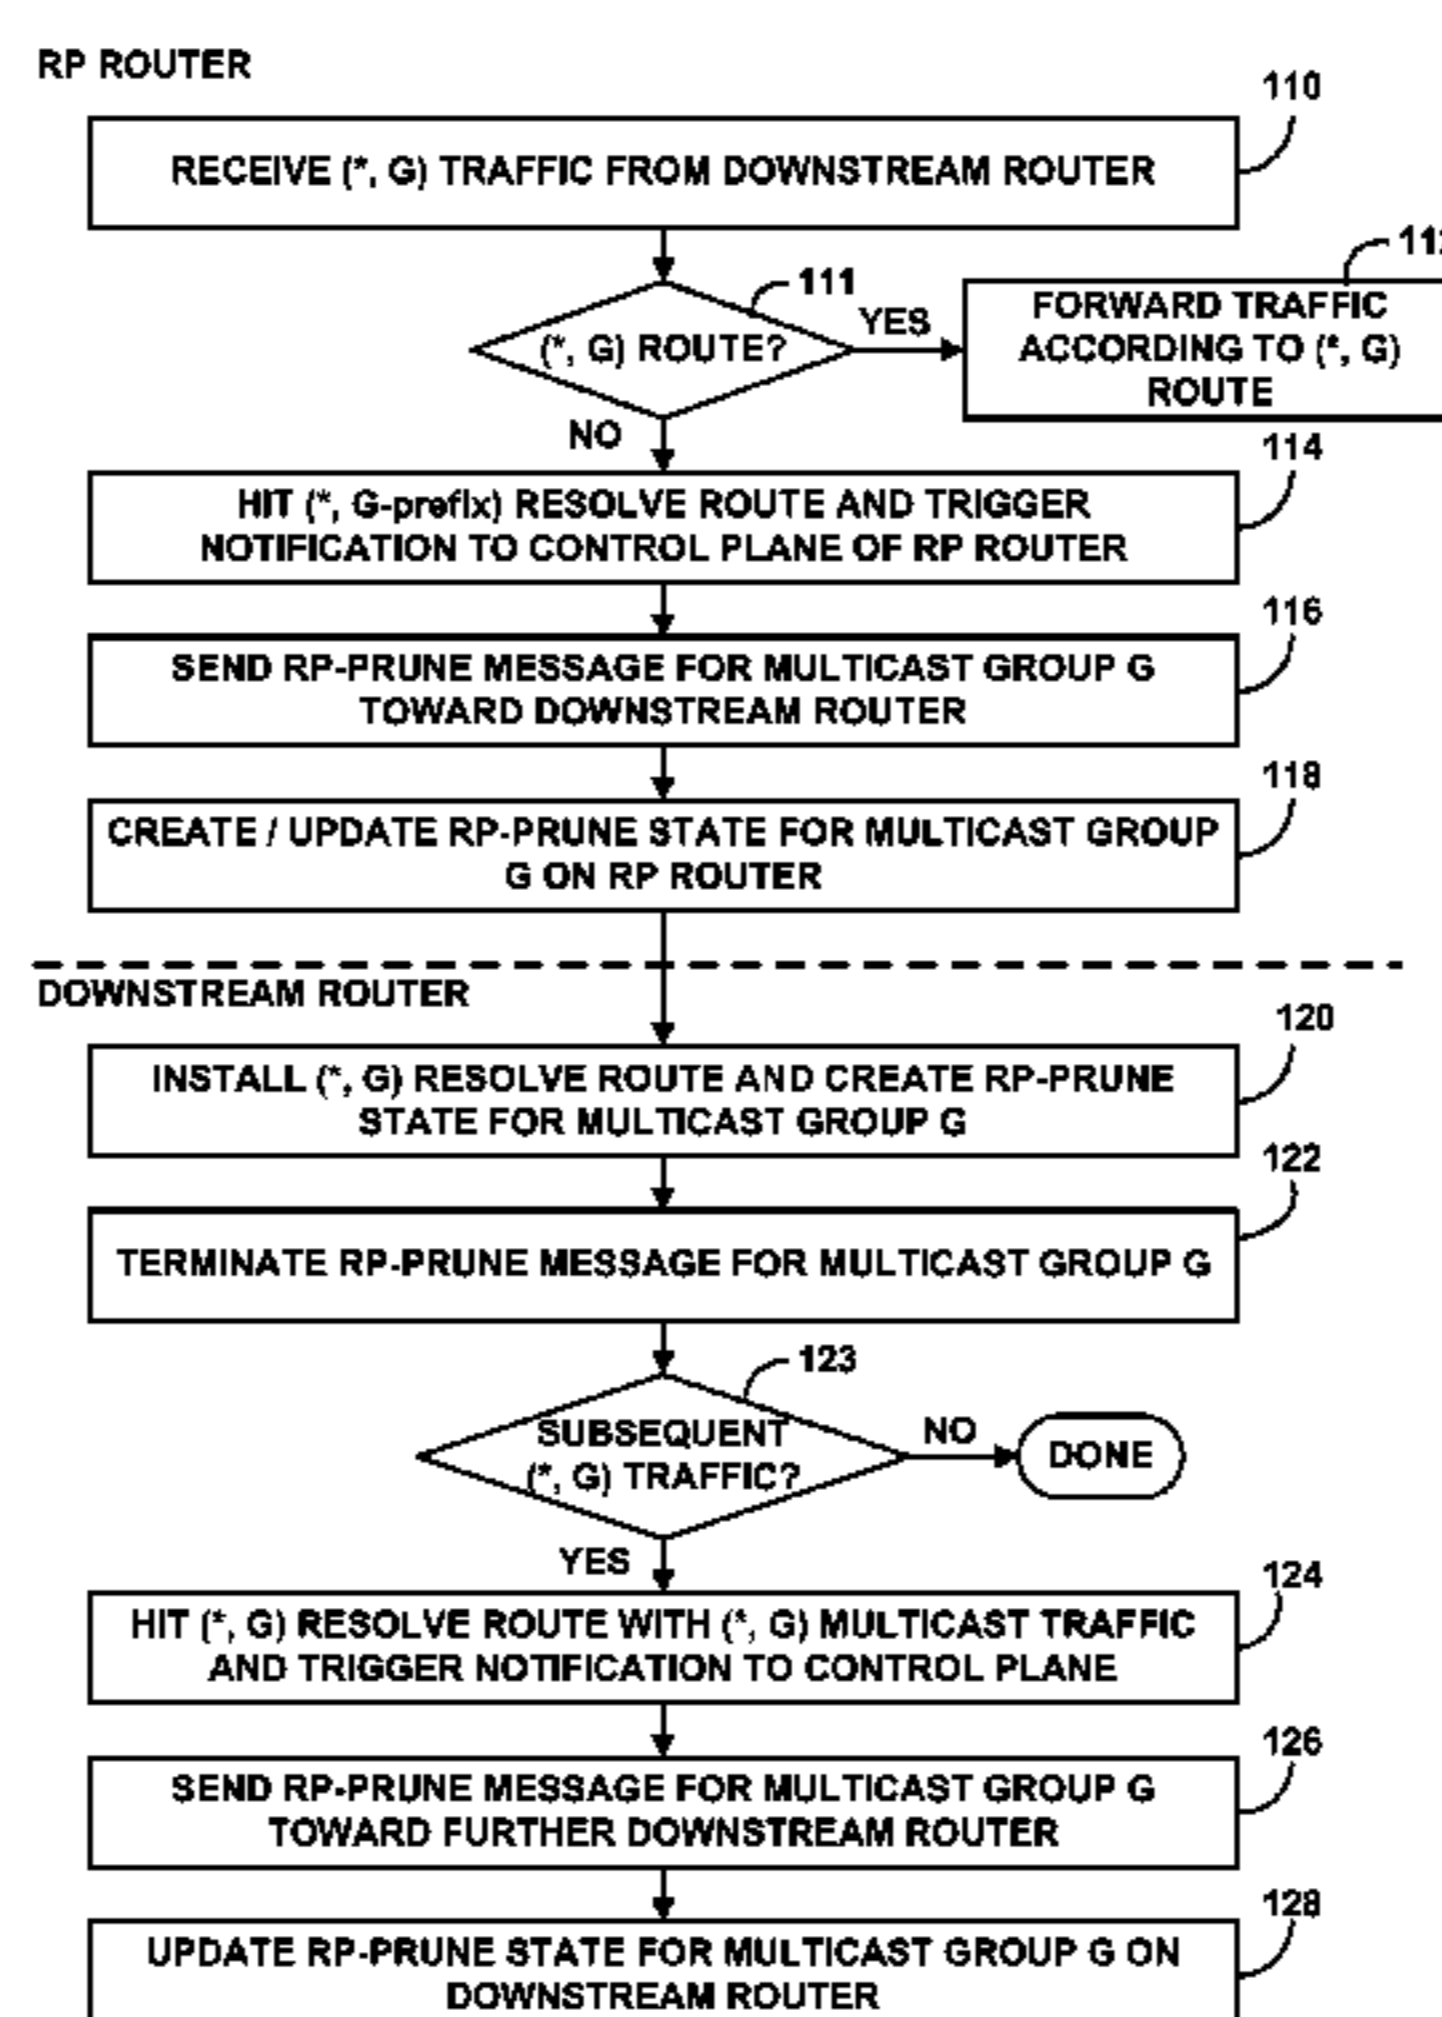 RP ROUTER
110
RECEIVE (*, G) TRAFFIC FROM DOWNSTREAM ROUTER
111
(*, G) ROUTE?
YES
FORWARD TRAFFIC
ACCORDING TO (*, G)
ROUTE
NO
114
HIT (*, G-prefix) RESOLVE ROUTE AND TRIGGER
NOTIFICATION TO CONTROL PLANE OF RP ROUTER
116
SEND RP-PRUNE MESSAGE FOR MULTICAST GROUP G
TOWARD DOWNSTREAM ROUTER
118
CREATE / UPDATE RP-PRUNE STATE FOR MULTICAST GROUP
G ON RP ROUTER
DOWNSTREAM ROUTER
120
INSTALL (*, G) RESOLVE ROUTE AND CREATE RP-PRUNE
STATE FOR MULTICAST GROUP G
122
TERMINATE RP-PRUNE MESSAGE FOR MULTICAST GROUP G
123
SUBSEQUENT
(*, G) TRAFFIC?
NO
DONE
YES
124
HIT (*, G) RESOLVE ROUTE WITH (*, G) MULTICAST TRAFFIC
AND TRIGGER NOTIFICATION TO CONTROL PLANE
126
SEND RP-PRUNE MESSAGE FOR MULTICAST GROUP G
TOWARD FURTHER DOWNSTREAM ROUTER
128
UPDATE RP-PRUNE STATE FOR MULTICAST GROUP G ON
DOWNSTREAM ROUTER